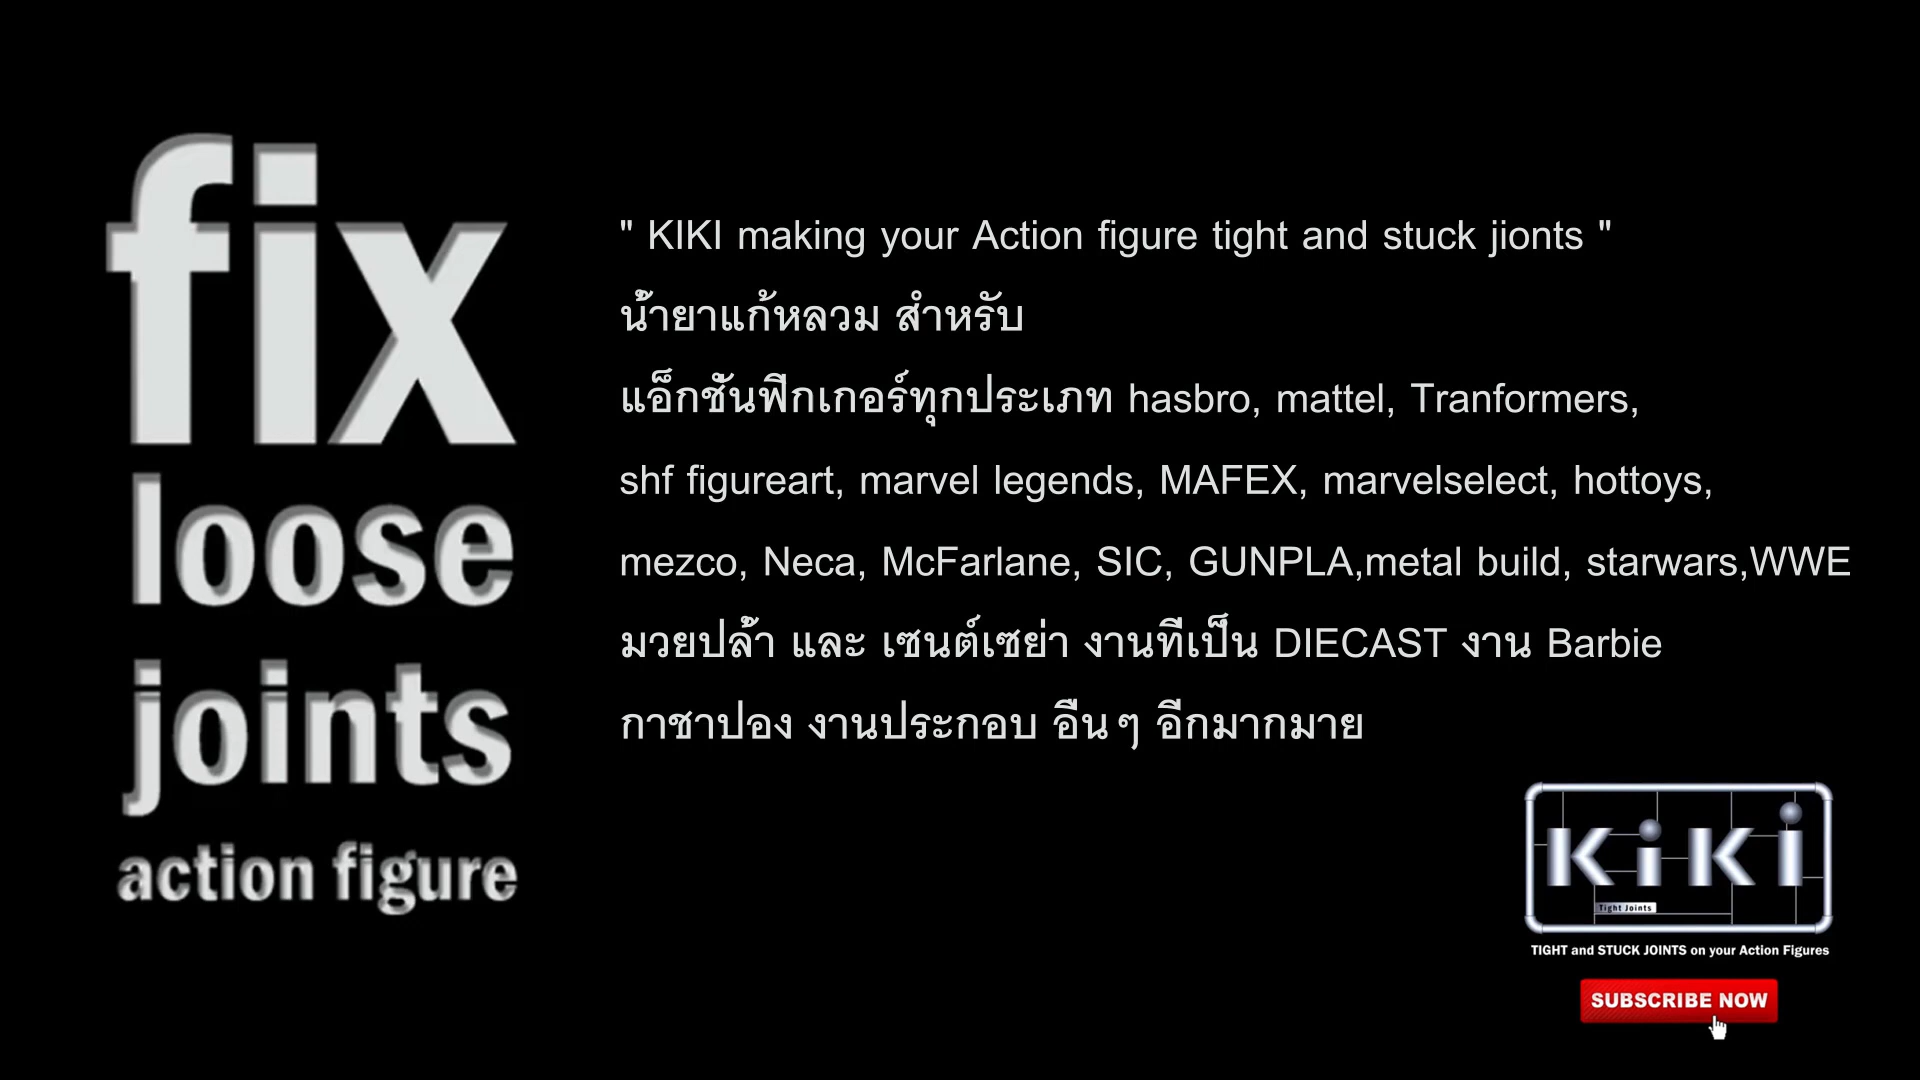 fix
loose
joints
action figure
" KIKI making your Action figure tight and stuck jionts "
น้ำยาแก้หลวม สำหรับ
แอ็กชั่นฟิกเกอร์ทุกประเภท hasbro, mattel, Tranformers,
shf figureart, marvel legends, MAFEX, marvelselect, hottoys,
mezco, Neca, McFarlane, SIC, GUNPLA,metal build, starwars,WWE
มวยปล้ำ และ เซนต์เซย่า งานที่เป็น DIECAST งาน Barbie
กาชาปอง งานประกอบ อื่นๆ อีกมากมาย
KiKi
Tight Joints
TIGHT and STUCK JOINTS on your Action Figures
SUBSCRIBE NOW